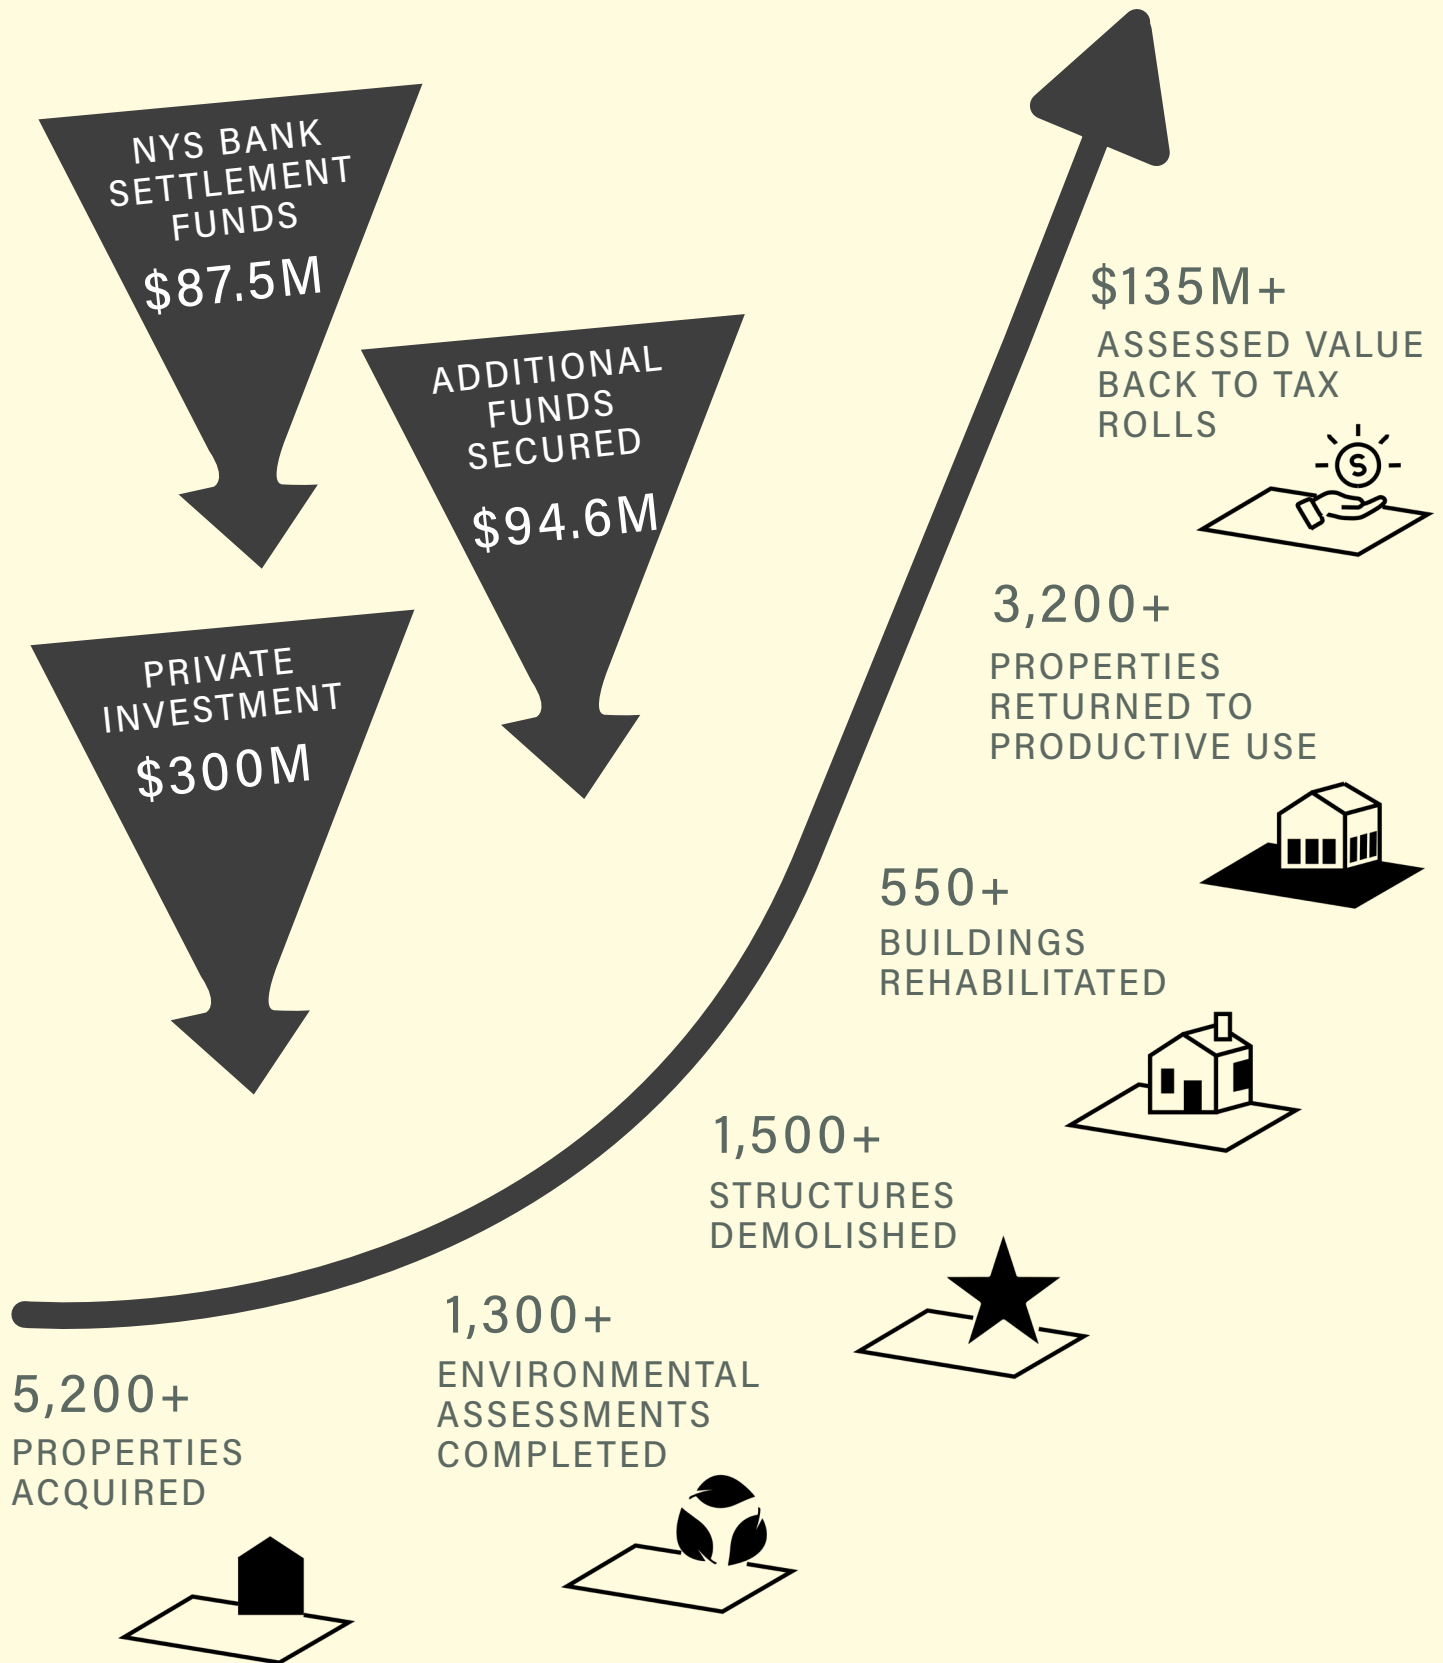 NYS BANK
SETTLEMENT
FUNDS
$87.5M
ADDITIONAL
FUNDS
SECURED
$94.6M
PRIVATE
INVESTMENT
$300M
$135M+
ASSESSED VALUE
BACK TO TAX
ROLLS
S
3,200+
PROPERTIES
RETURNED TO
PRODUCTIVE USE
550+
BUILDINGS
REHABILITATED
1,500+
STRUCTURES
DEMOLISHED
1,300+
ENVIRONMENTAL
ASSESSMENTS
COMPLETED
5,200+
PROPERTIES
ACQUIRED